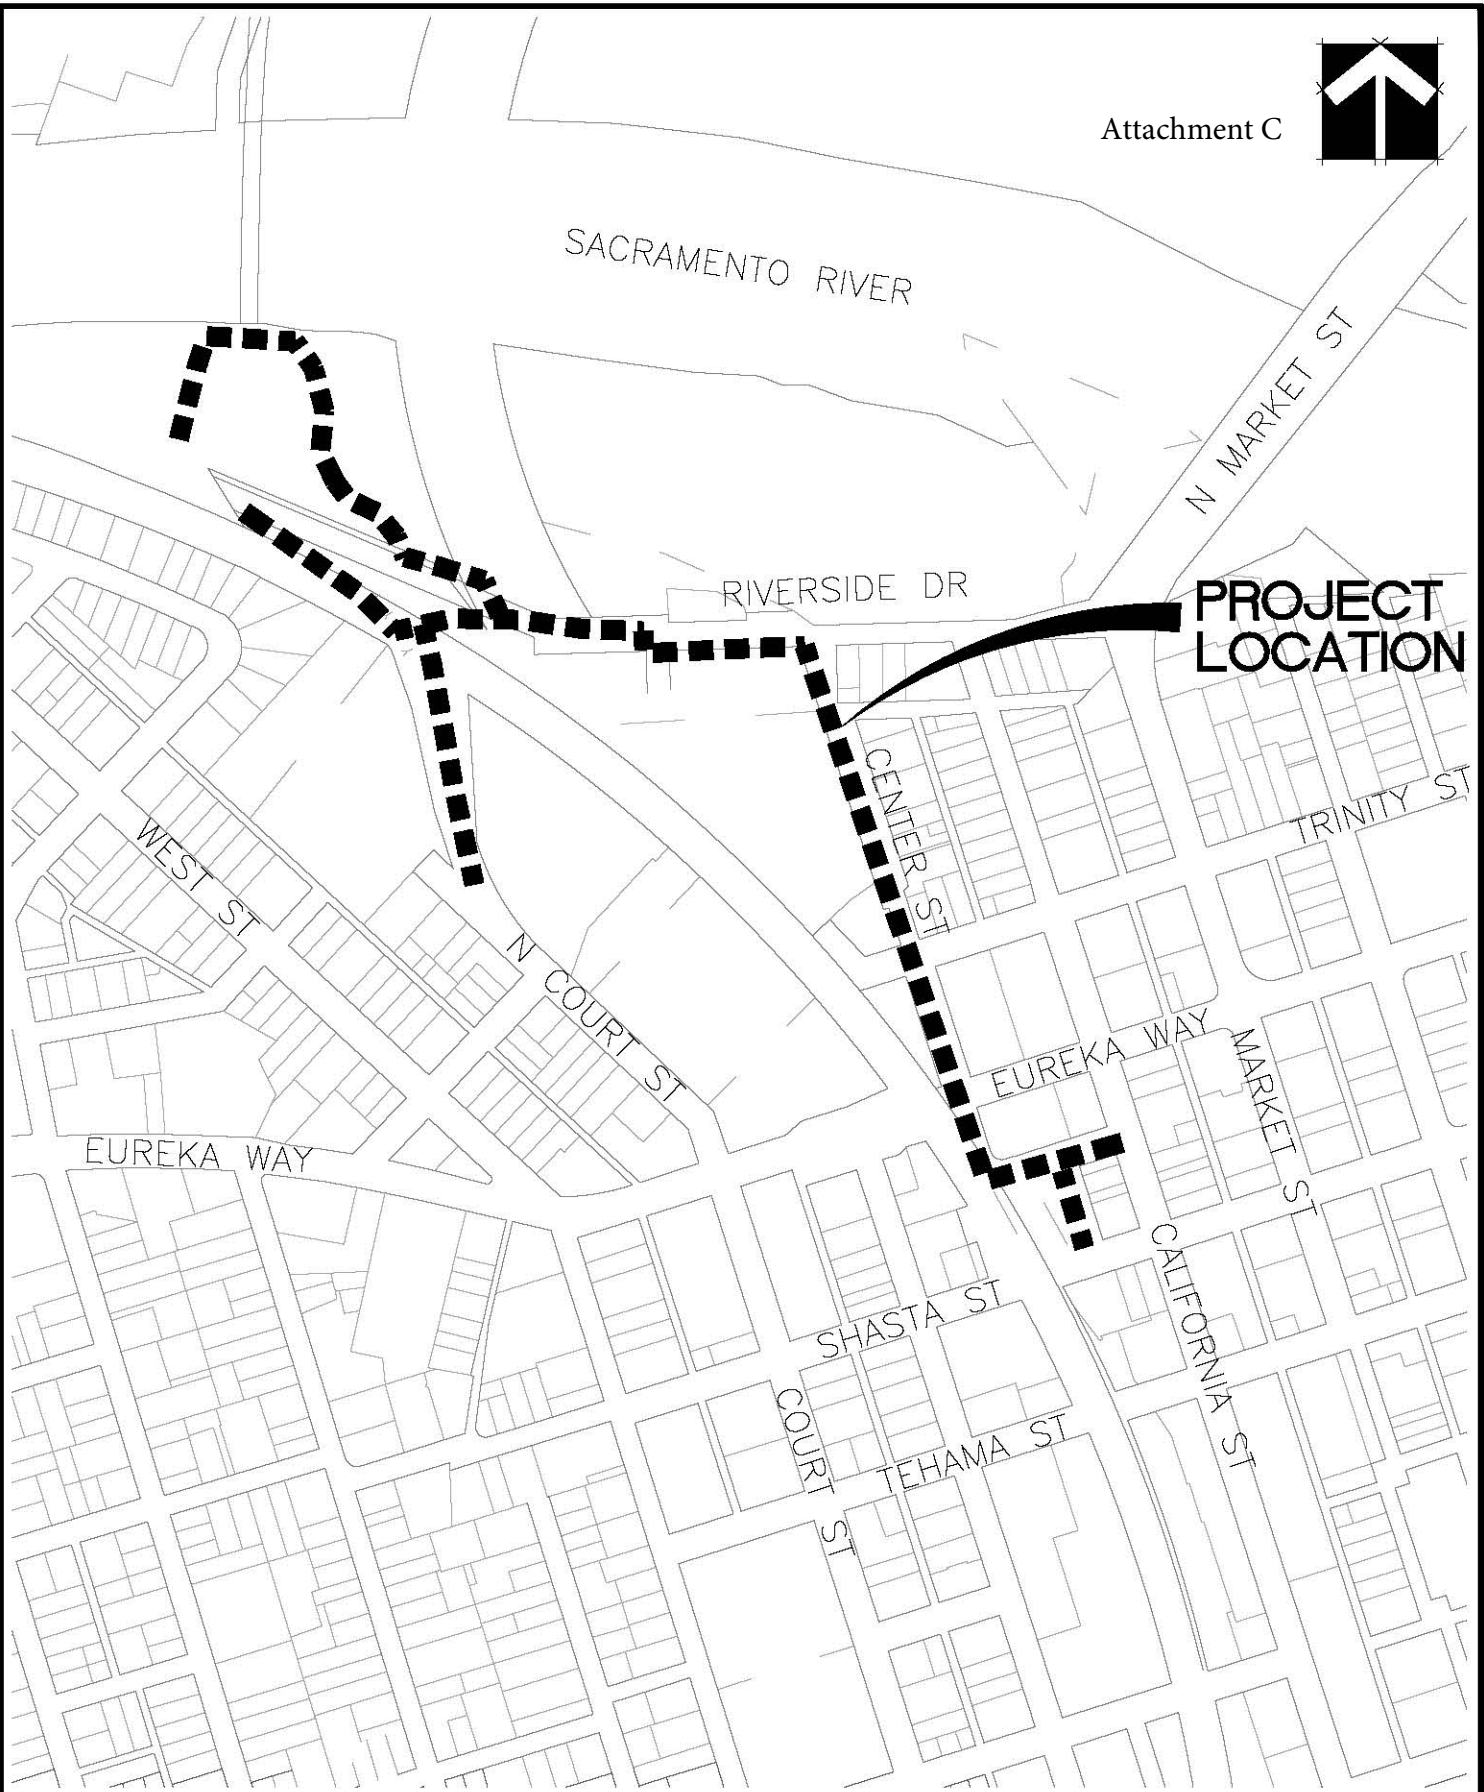 Attachment C
SACRAMENTO RIVER
N MARKET ST
RIVERSIDE DR
PROJECT
LOCATION
CENTER ST
TRINITY ST
WEST ST
N COURT ST
EUREKA WAY
MARKET ST
EUREKA WAY
CALIFORNIA ST
SHASTA ST
COURT ST
TEHAMA ST